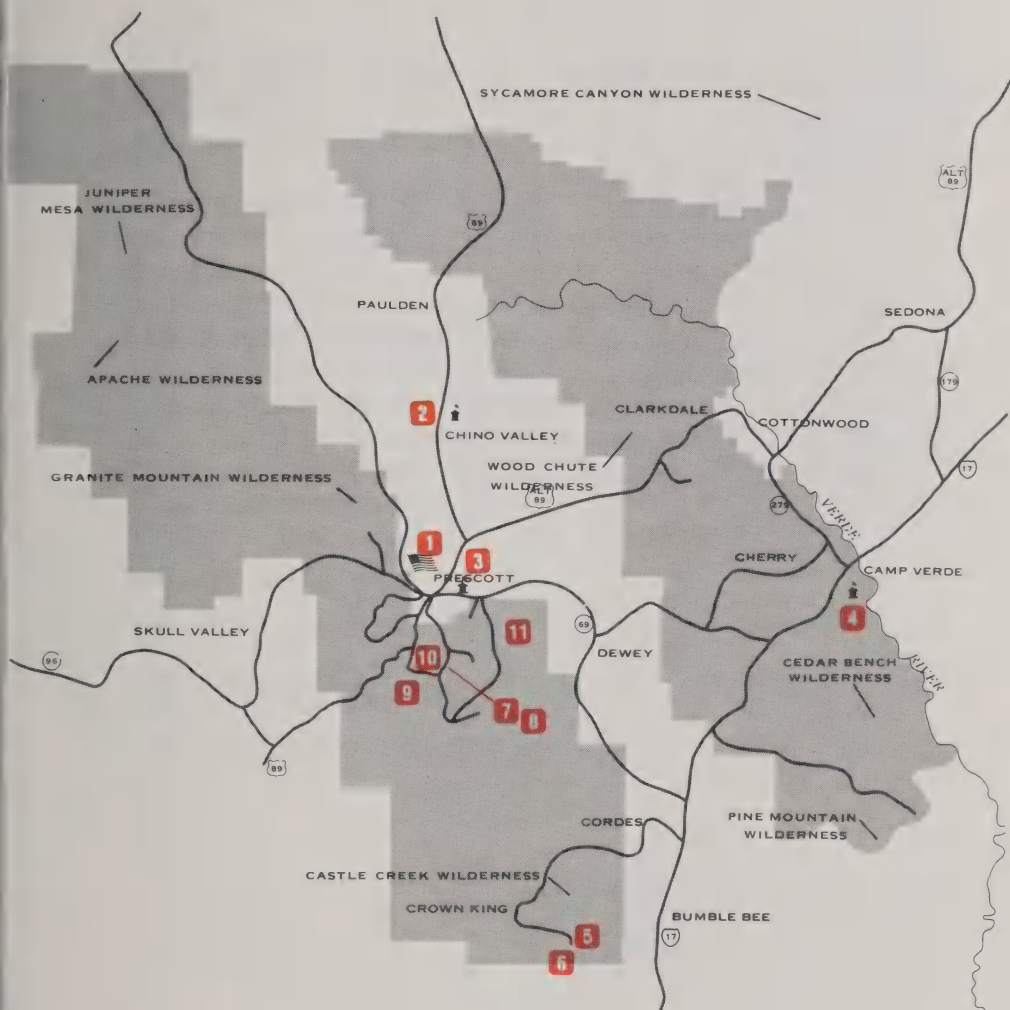 SYCAMORE CANYON WILDERNESS
ALT
89
JUNIPER
MESA WILDERNESS
89
PAULDEN
SEDONA
179
APACHE WILDERNESS
2
CLARKDALE
COTTONWOOD
CHINO VALLEY
WOOD CHUTE
WILDERNESS
ALT
89
17
GRANITE MOUNTAIN WILDERNESS
279
VERDE
1
3
CHERRY
PRESCOTT
CAMP VERDE
4
SKULL VALLEY
69
11
DEWEY
96
10
CEDAR BENCH
WILDERNESS
RIVER
9
7
8
89
CORDES
PINE MOUNTAIN
WILDERNESS
CASTLE CREEK WILDERNESS
CROWN KING
BUMBLE BEE
17
5
6